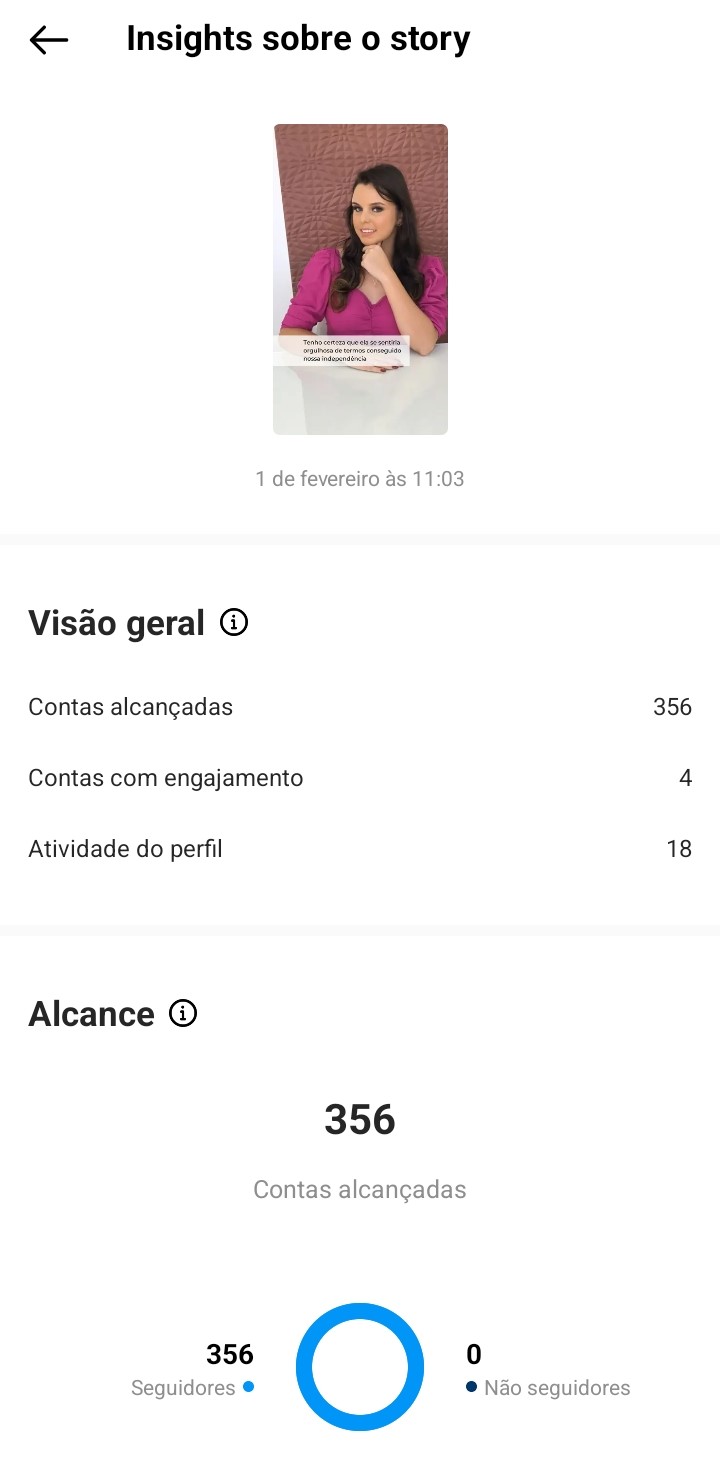 Insights sobre o story
Tenho certeza que ela se sentiria
orgulhosa de termos conseguido
nossa independência
1 de fevereiro às 11:03
Visão geral
Contas alcançadas 356
Contas com engajamento 4
Atividade do perfil 18
Alcance
356
Contas alcançadas
356
Seguidores
0
Não seguidores